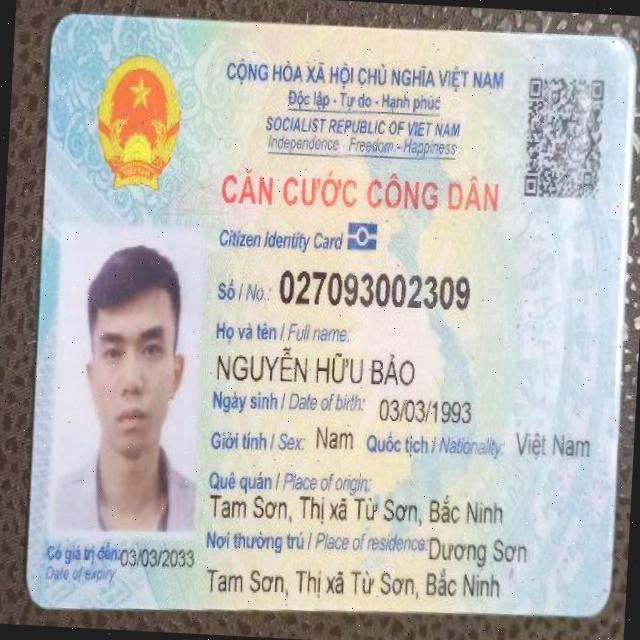 CỘNG HÒA XÃ HỘI CHỦ NGHĨA VIỆT NAM
Độc lập - Tự do - Hạnh phúc
SOCIALIST REPUBLIC OF VIET NAM
Independence - Freedom - Happiness
CĂN CƯỚC CÔNG DÂN
Citizen Identity Card
Số / No.: 027093002309
Họ và tên / Full name:
NGUYỄN HỮU BẢO
Ngày sinh / Date of birth: 03/03/1993
Giới tính / Sex: Nam Quốc tịch / Nationality: Việt Nam
Quê quán / Place of origin:
Tam Sơn, Thị xã Từ Sơn, Bắc Ninh
Nơi thường trú / Place of residence: Dương Sơn
Tam Sơn, Thị xã Từ Sơn, Bắc Ninh
Có giá trị đến: 03/03/2033
Date of expiry